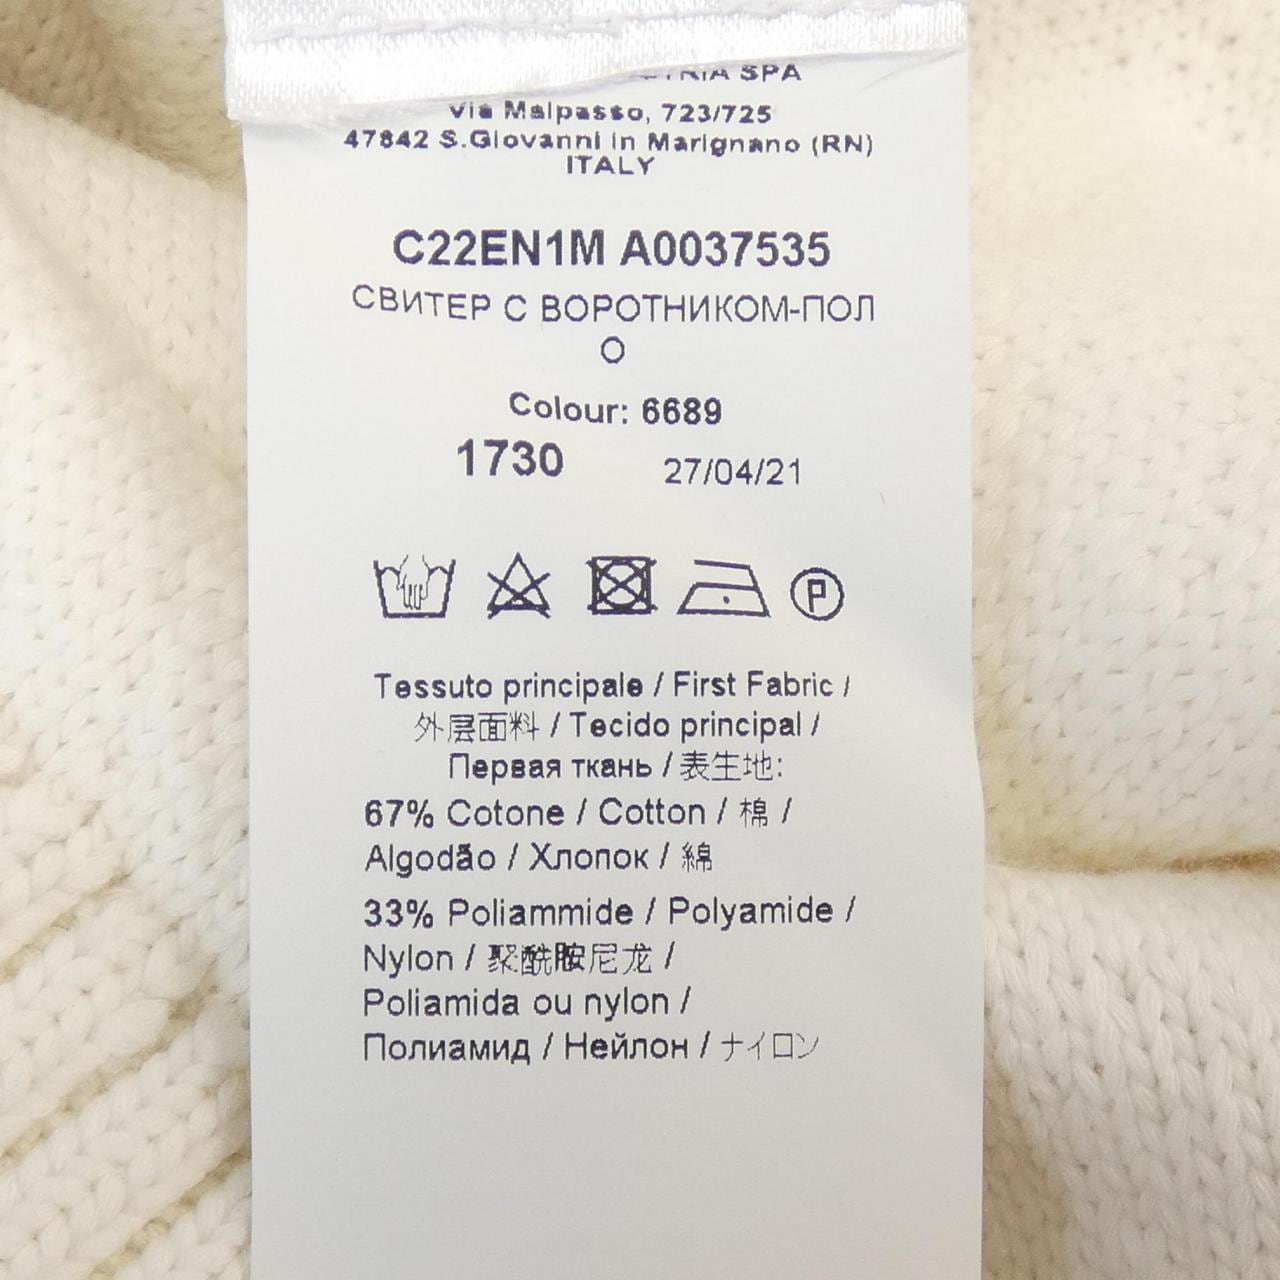 SPA
Via Malpasso, 723/725
47842 S.Giovanni in Marignano (RN)
ITALY
C22EN1M A0037535
СВИТЕР С ВОРОТНИКОМ-ПОЛ
О
Colour: 6689
1730 27/04/21
P
Tessuto principale / First Fabric /
外层面料 / Tecido principal /
Первая ткань / 表生地:
67% Cotone / Cotton / 棉 /
Algodão / Хлопок / 綿
33% Poliammide / Polyamide /
Nylon / 聚酰胺尼龙 /
Poliamida ou nylon /
Полиамид / Нейлон / ナイロン